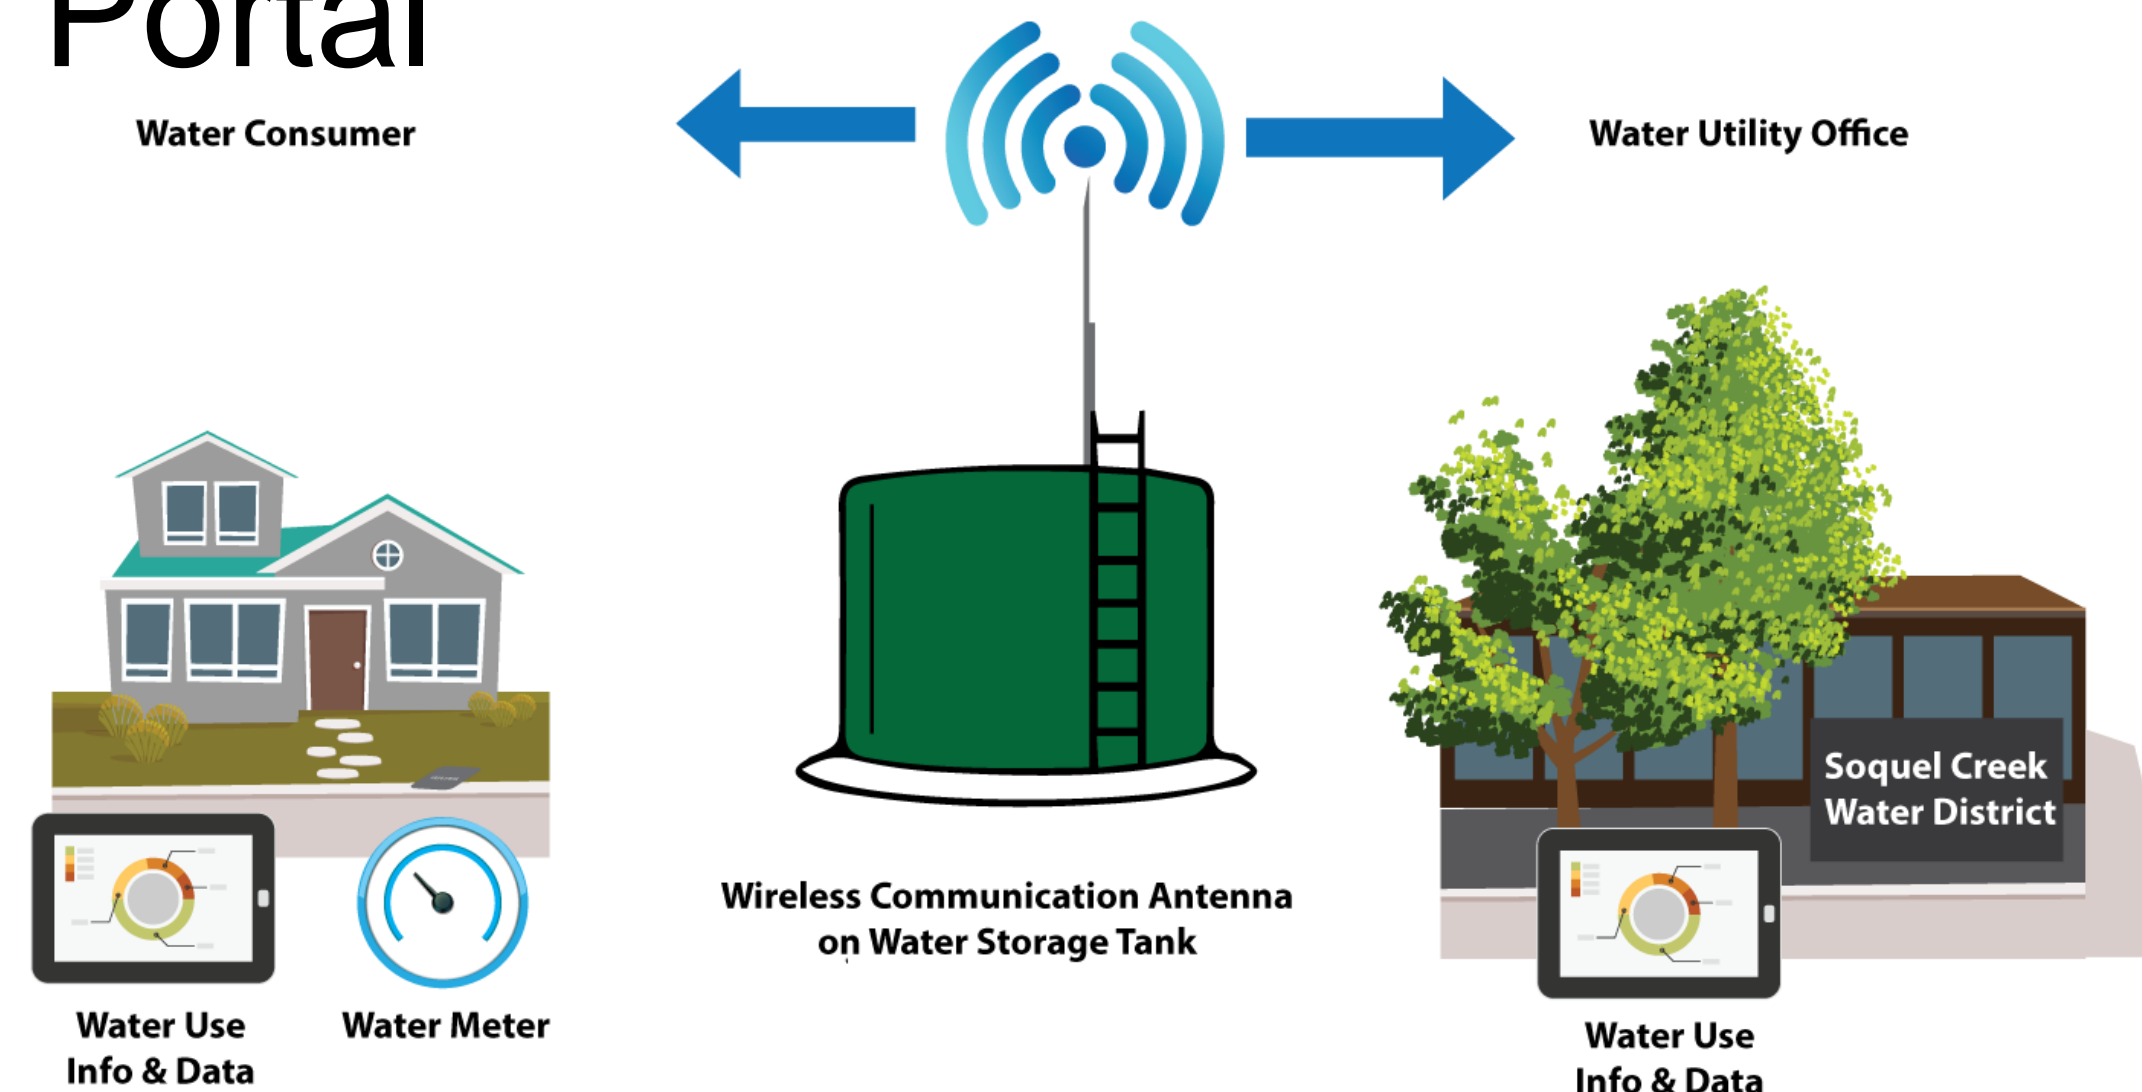 Portal
Water Consumer
Water Utility Office
Soquel Creek
Water District
Wireless Communication Antenna
on Water Storage Tank
Water Use
Info & Data
Water Meter
Water Use
Info & Data